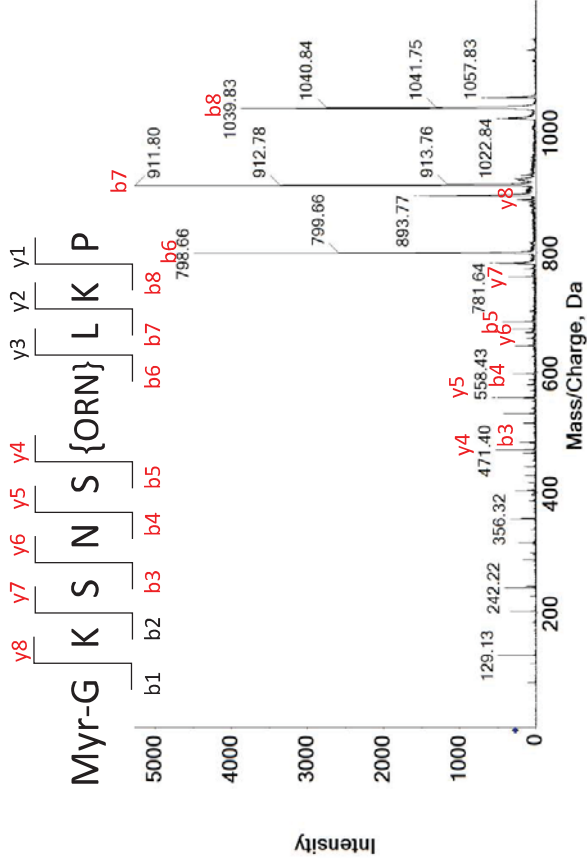 y8 y7 y6 y5 y4 y3 y2 y1
Myr-G K S N S {ORN} L K P
b1 b2 b3 b4 b5 b6 b7 b8
b7
911.80
912.78
913.76
b8
1039.83
1040.84
1041.75
1057.83
1022.84
y8
b6
798.66
799.66
893.77
781.64
y7
b5
y6
y5
558.43
b4
y4
471.40
b3
356.32
242.22
129.13
Intensity
5000
4000
3000
2000
1000
0
200 400 600 800 1000
Mass/Charge, Da